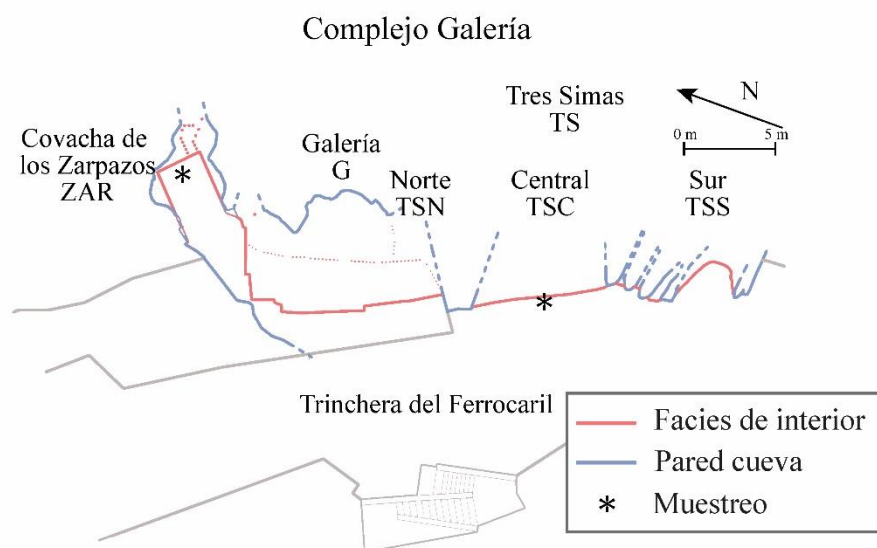 Complejo Galería
Tres Simas
TS
N
0 m
5 m
Covacha de
los Zarpazos
ZAR
Galería
G
Norte
TSN
Central
TSC
Sur
TSS
Trinchera del Ferrocaril
Facies de interior
Pared cueva
* Muestreo